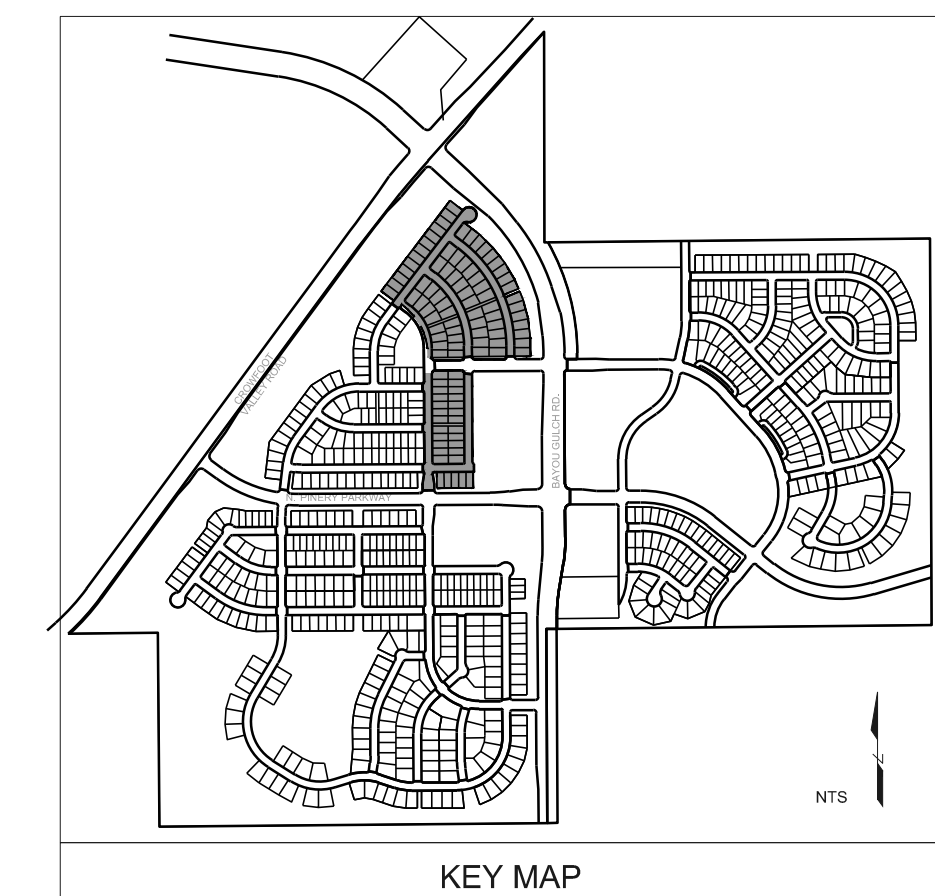 CROWFOOT
VALLEY ROAD
BAYOU GULCH RD.
N. PINERY PARKWAY
N
NTS
KEY MAP